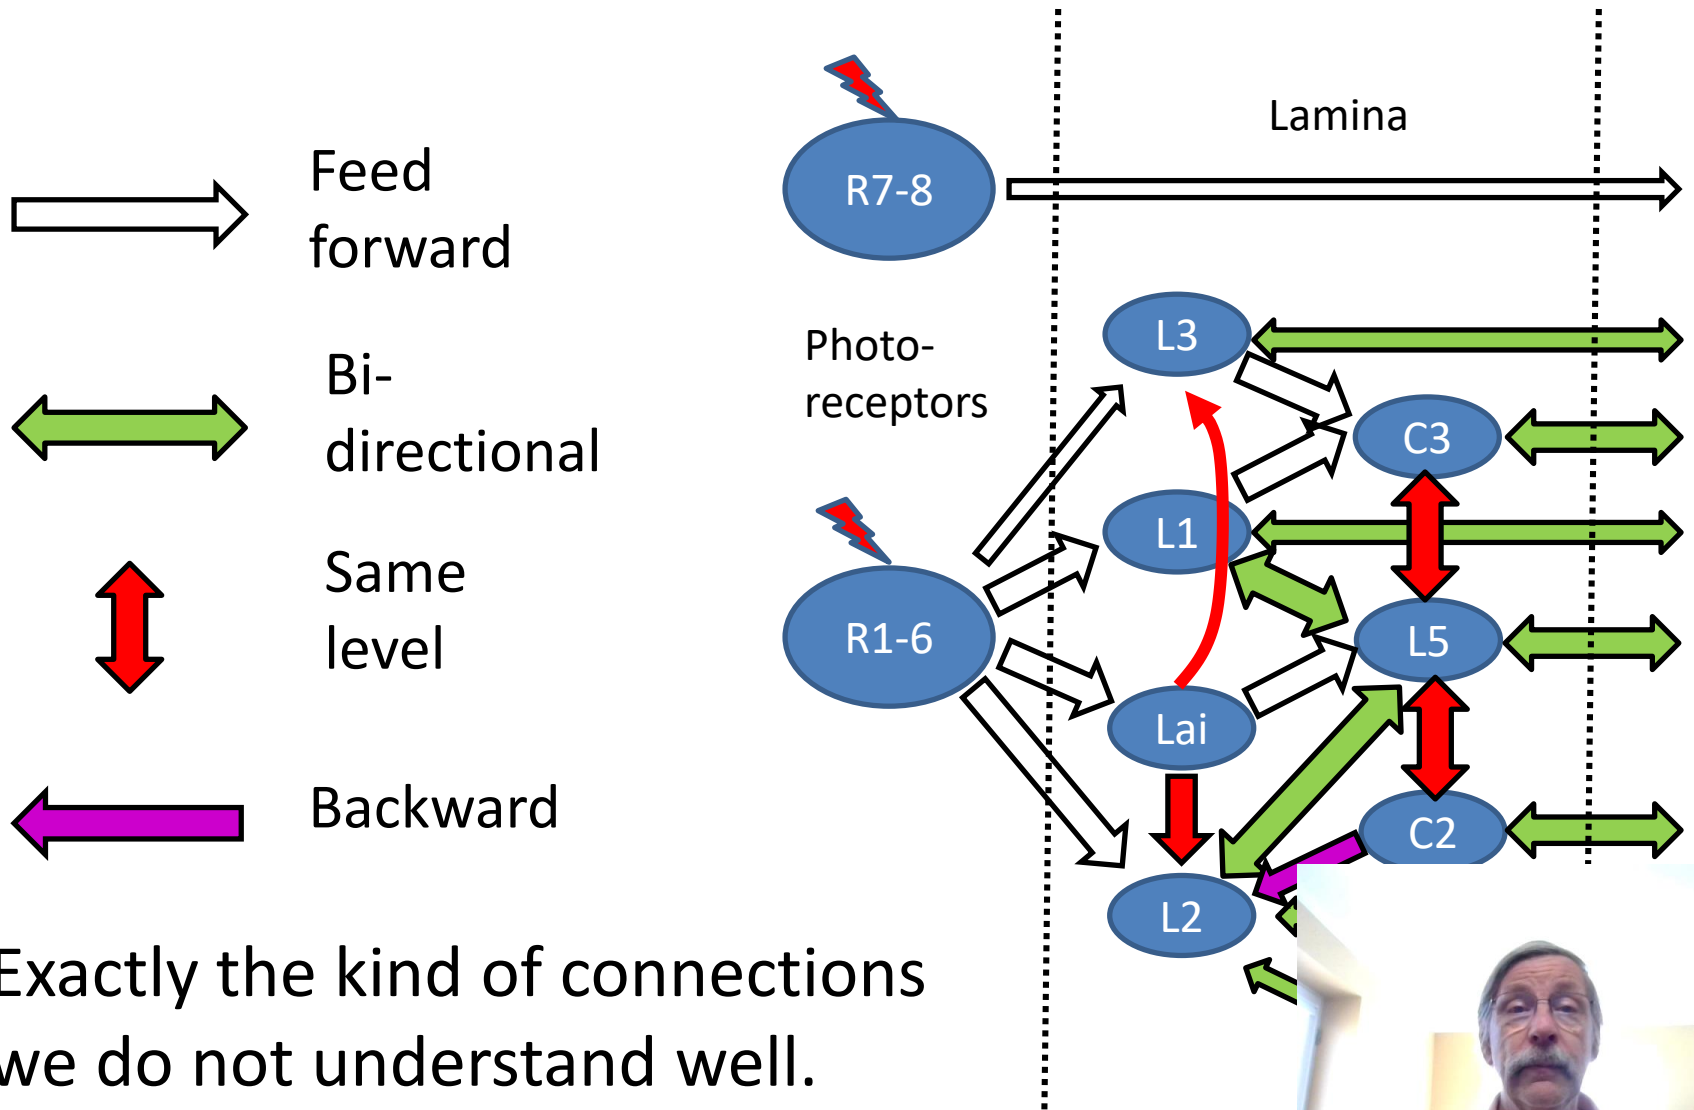 Feed
forward
Bi-
directional
Same
level
Backward
Exactly the kind of connections
we do not understand well.
Lamina
R7-8
Photo-
receptors
R1-6
L3
C3
L1
L5
Lai
C2
L2